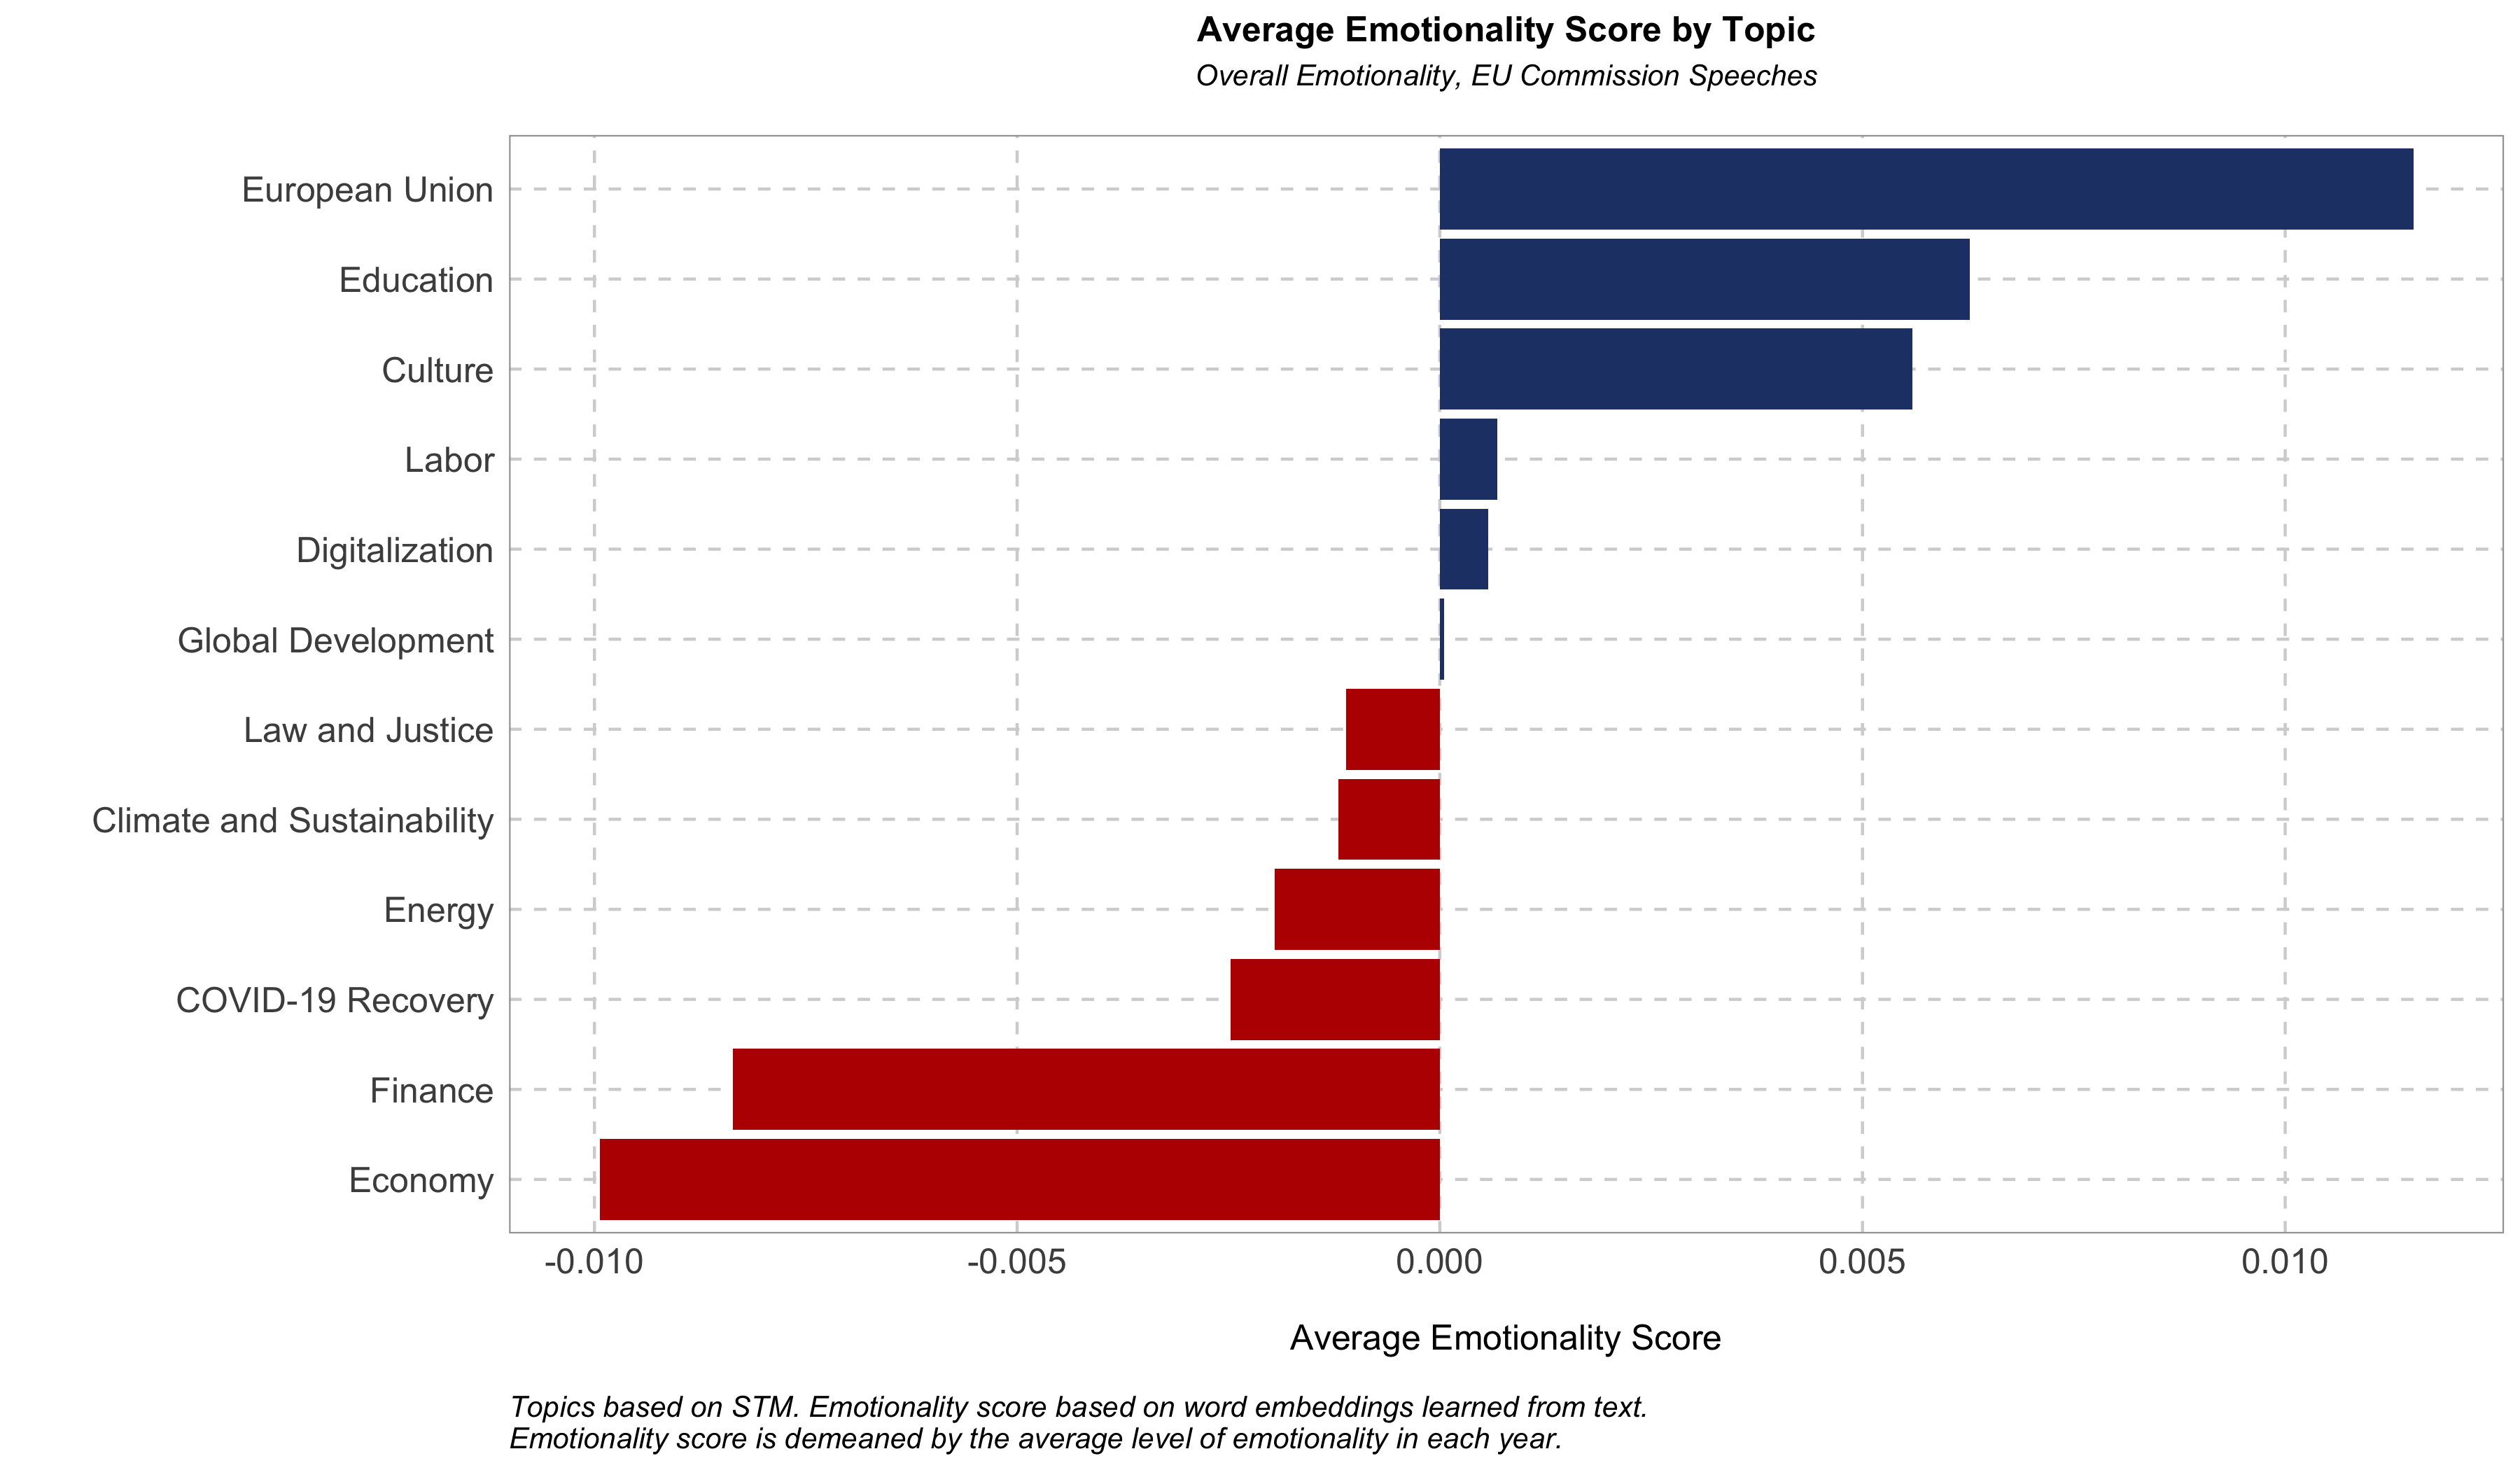 Average Emotionality Score by Topic
Overall Emotionality, EU Commission Speeches
European Union
Education
Culture
Labor
Digitalization
Global Development
Law and Justice
Climate and Sustainability
Energy
COVID-19 Recovery
Finance
Economy
-0.010 -0.005 0.000 0.005 0.010
Average Emotionality Score
Topics based on STM. Emotionality score based on word embeddings learned from text.
Emotionality score is demeaned by the average level of emotionality in each year.